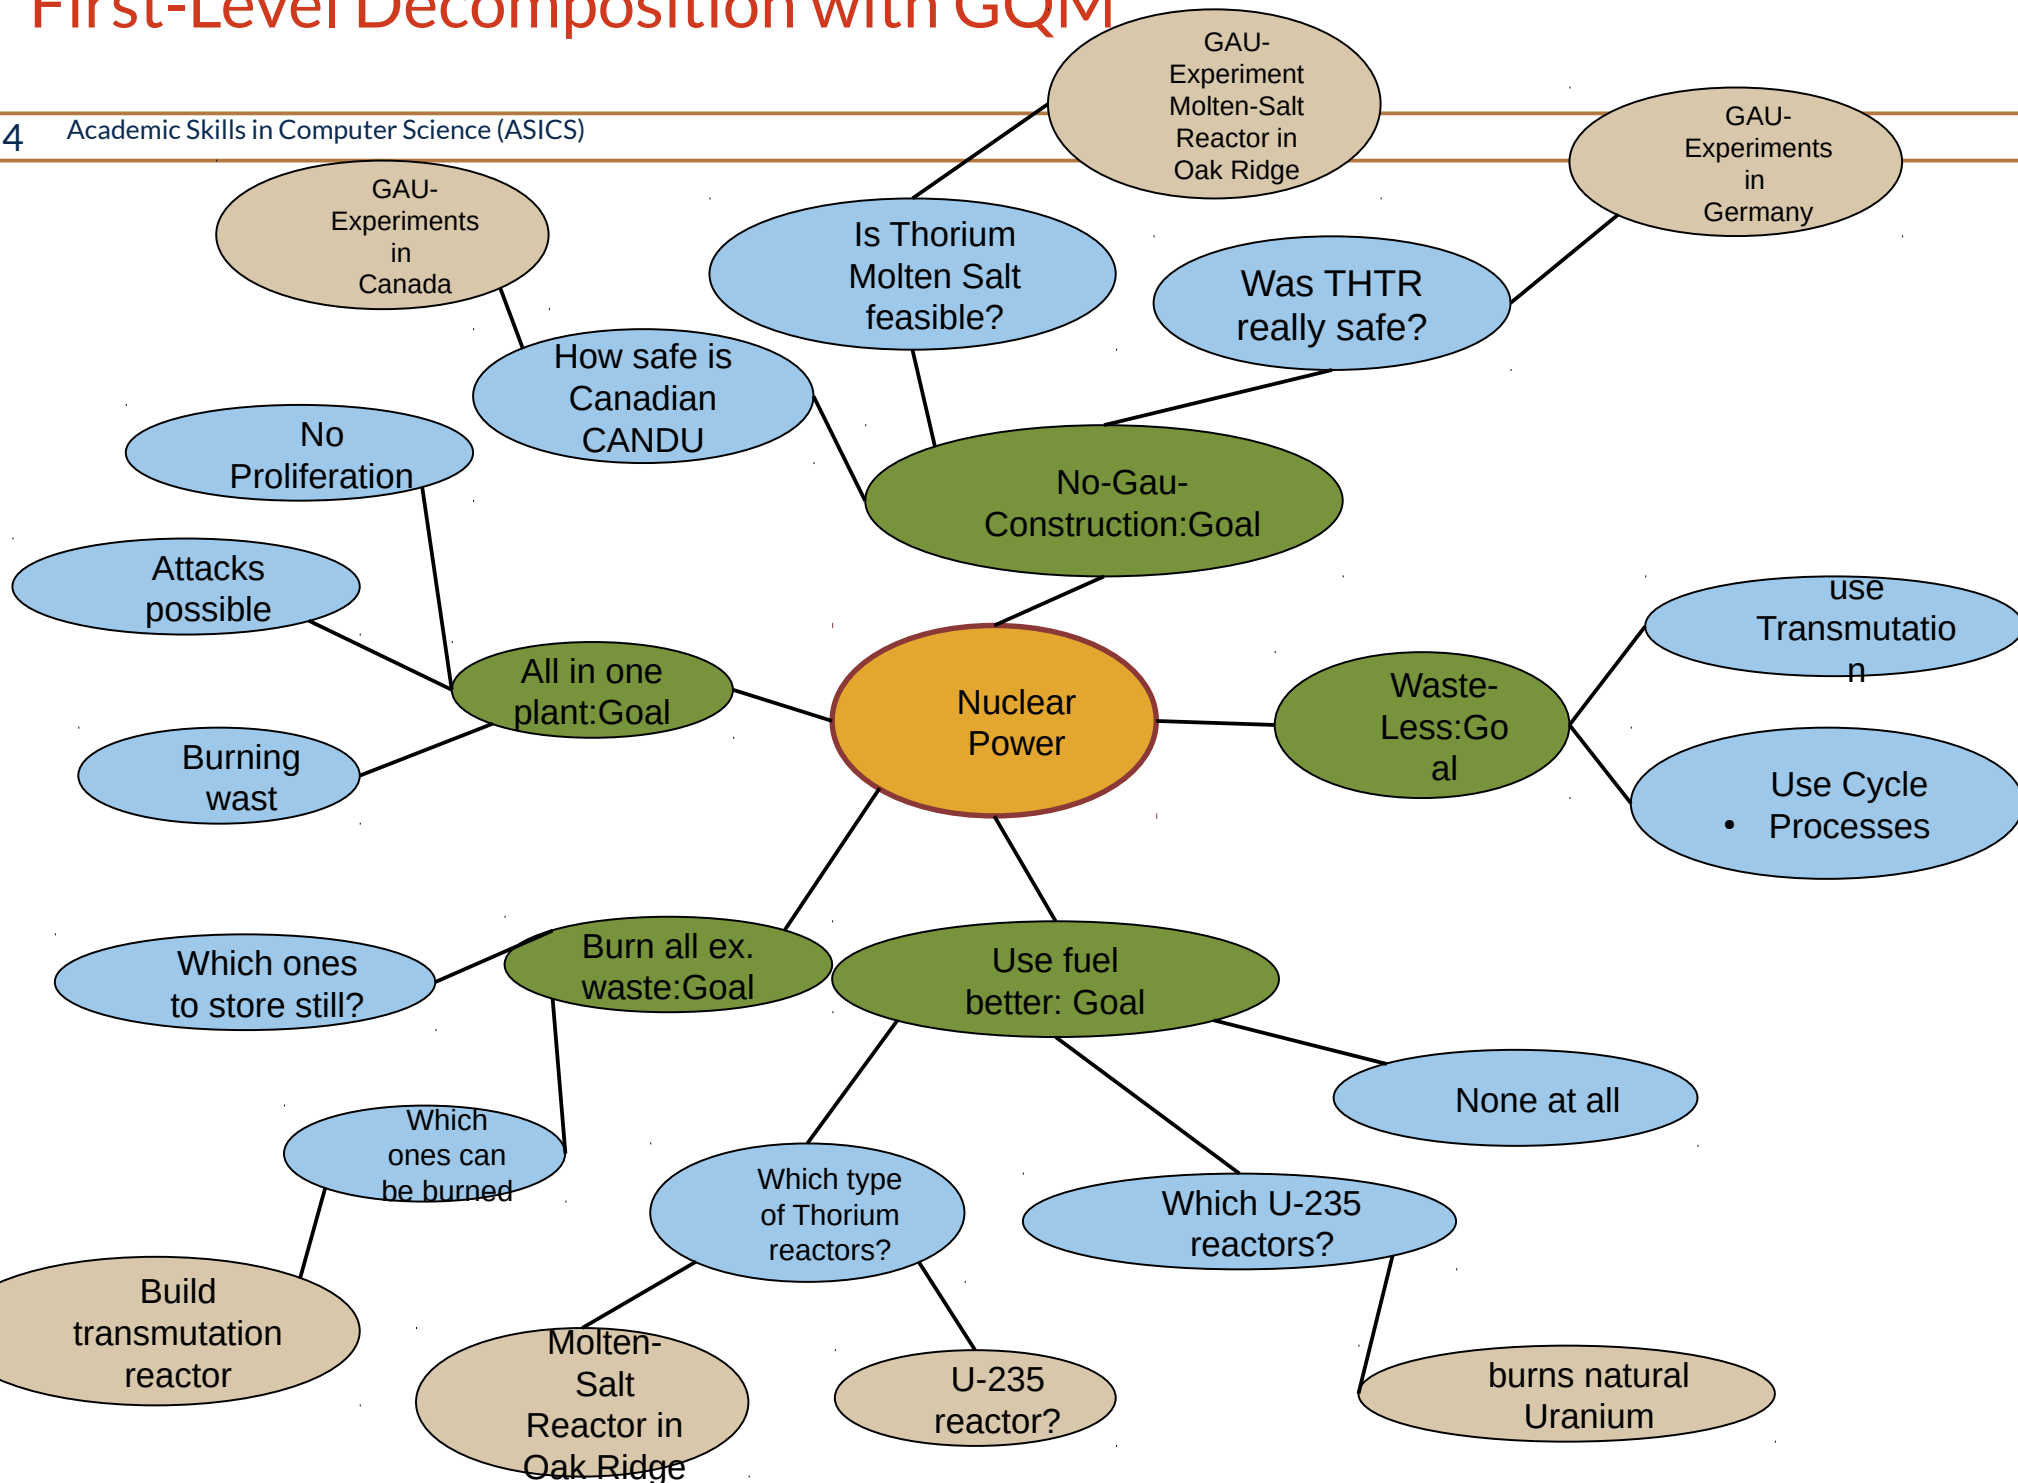 First-Level Decomposition with GQM
4
Academic Skills in Computer Science (ASICS)
GAU-
Experiment
Molten-Salt
Reactor in
Oak Ridge
GAU-
Experiments
in
Germany
GAU-
Experiments
in
Canada
Is Thorium
Molten Salt
feasible?
Was THTR
really safe?
How safe is
Canadian
CANDU
No
Proliferation
No-Gau-
Construction:Goal
Attacks
possible
use
Transmutatio
n
All in one
plant:Goal
Nuclear
Power
Waste-
Less:Go
al
Burning
wast
Use Cycle
• Processes
Which ones
to store still?
Burn all ex.
waste:Goal
Use fuel
better: Goal
None at all
Which
ones can
be burned
Which type
of Thorium
reactors?
Which U-235
reactors?
Build
transmutation
reactor
Molten-
Salt
Reactor in
Oak Ridge
U-235
reactor?
burns natural
Uranium